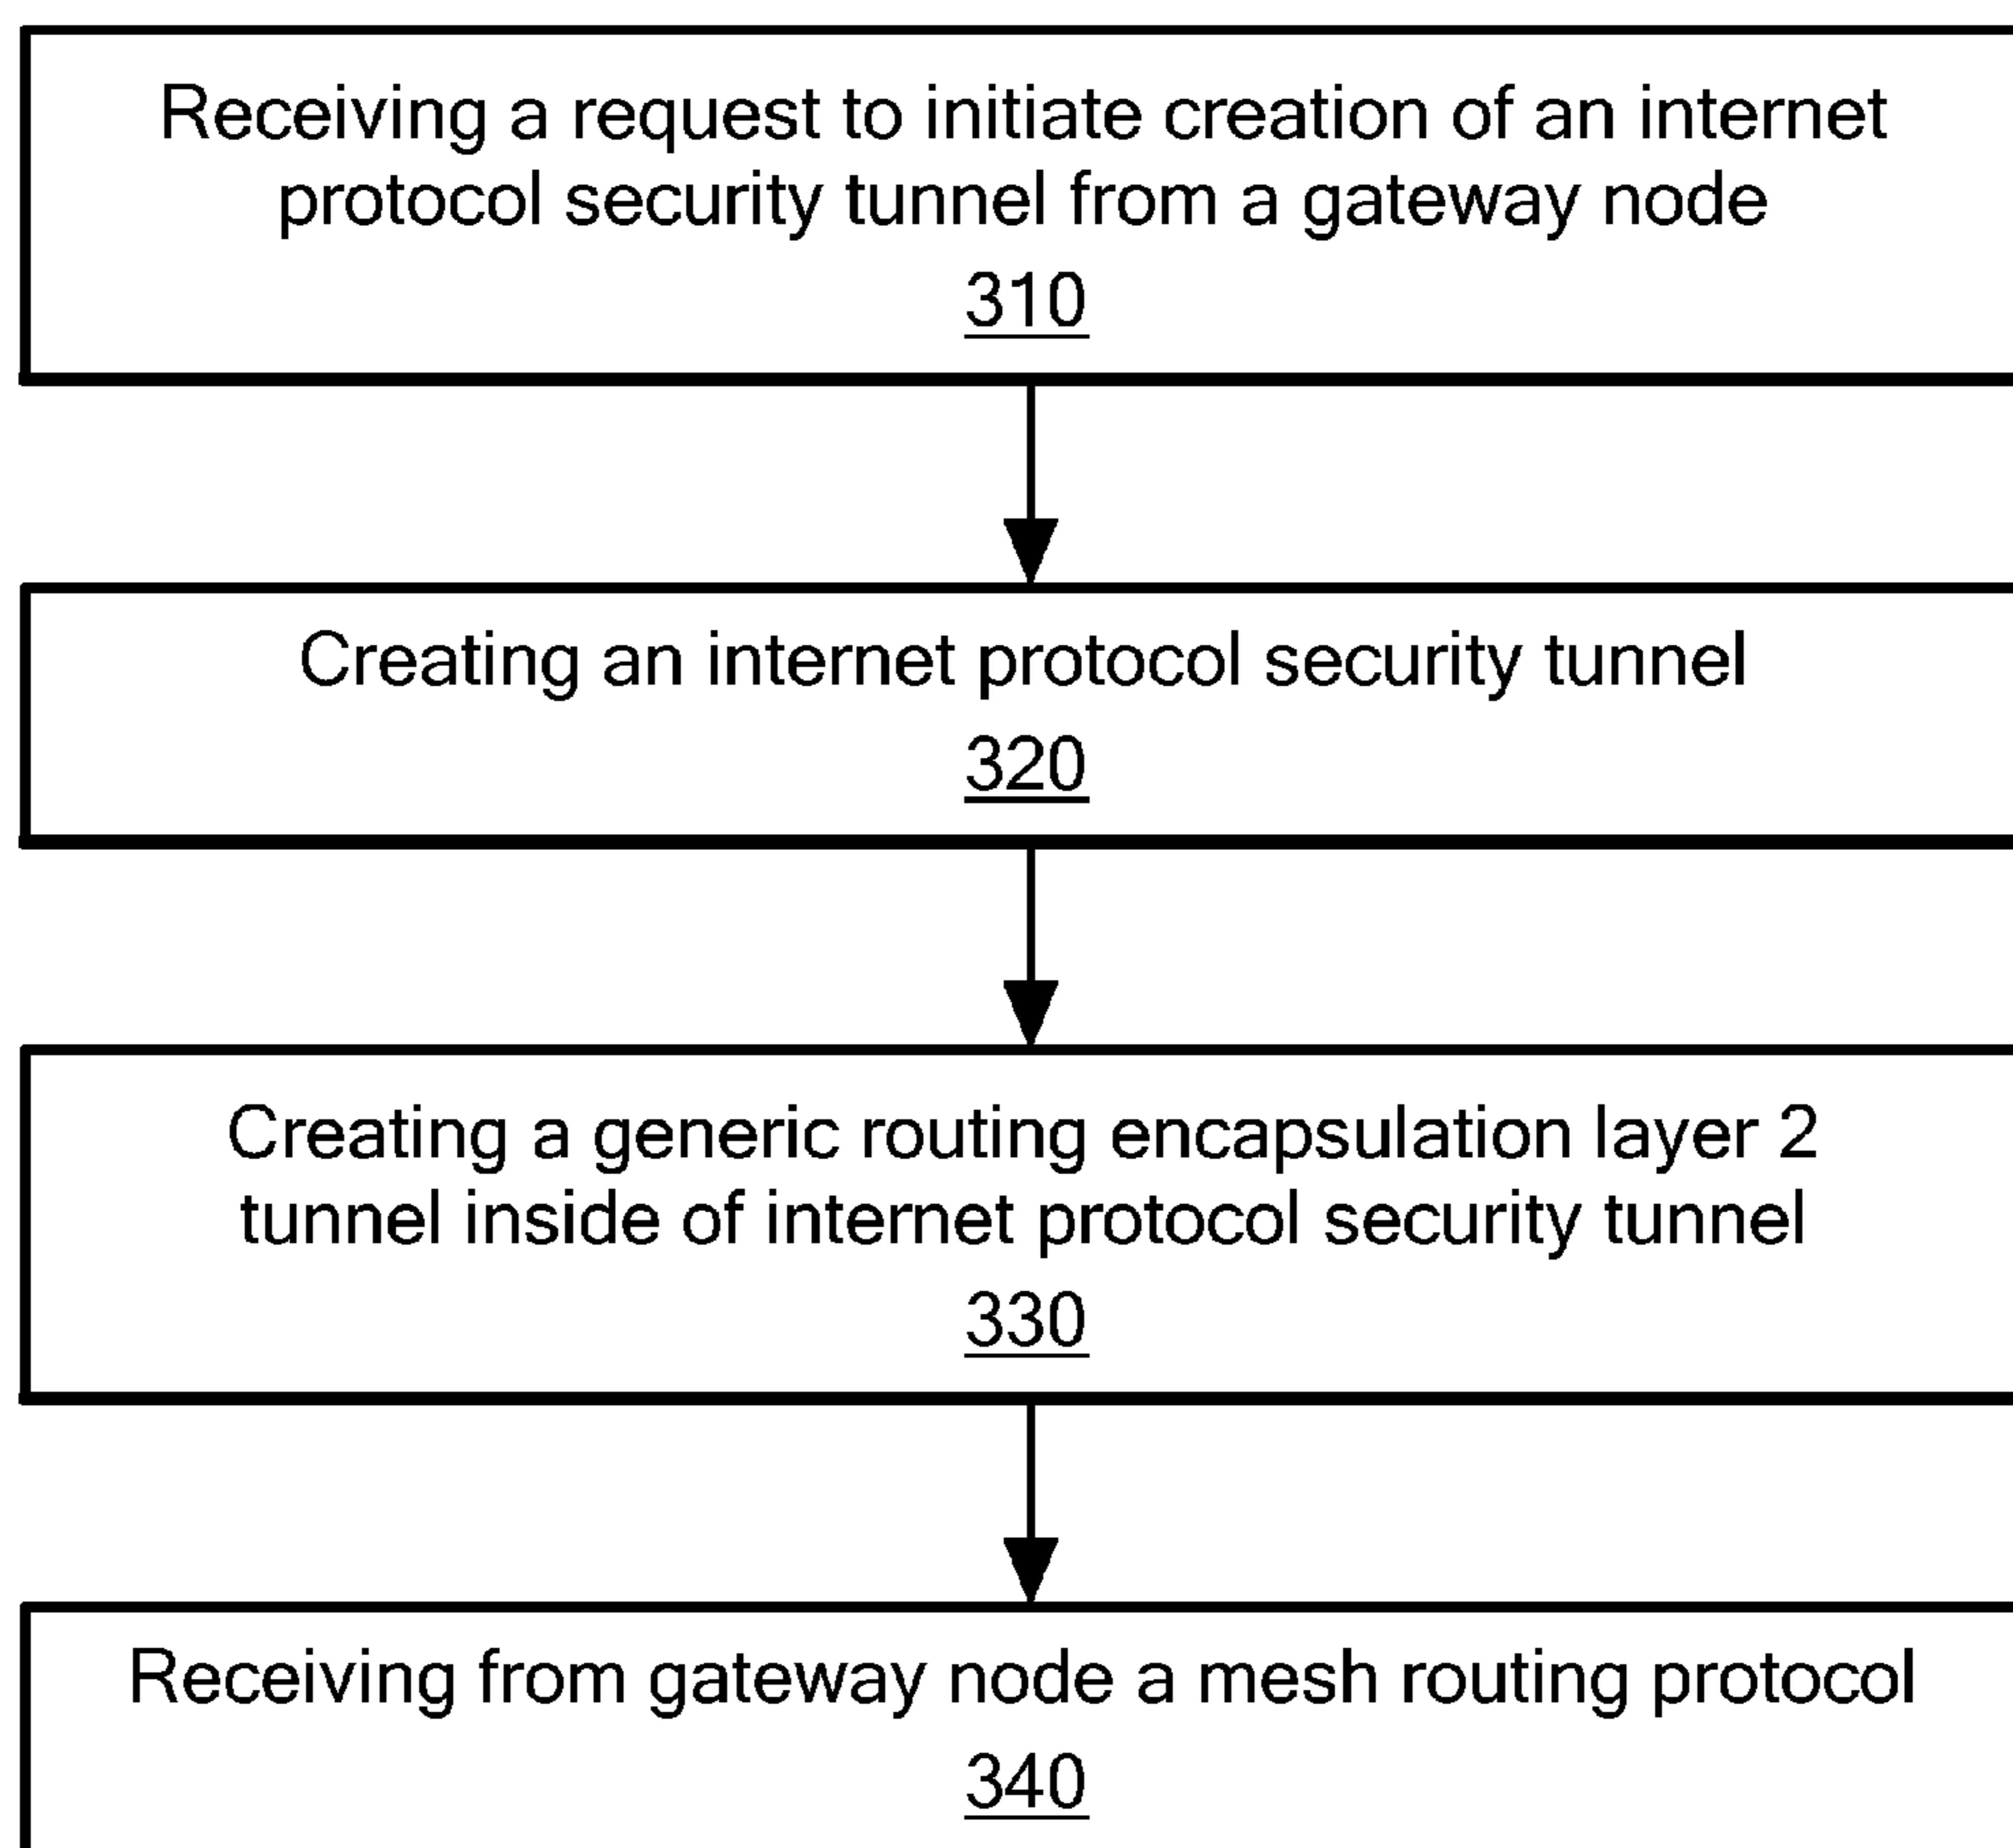 Receiving a request to initiate creation of an internet
protocol security tunnel from a gateway node
310
Creating an internet protocol security tunnel
320
Creating a generic routing encapsulation layer 2
tunnel inside of internet protocol security tunnel
330
Receiving from gateway node a mesh routing protocol
340